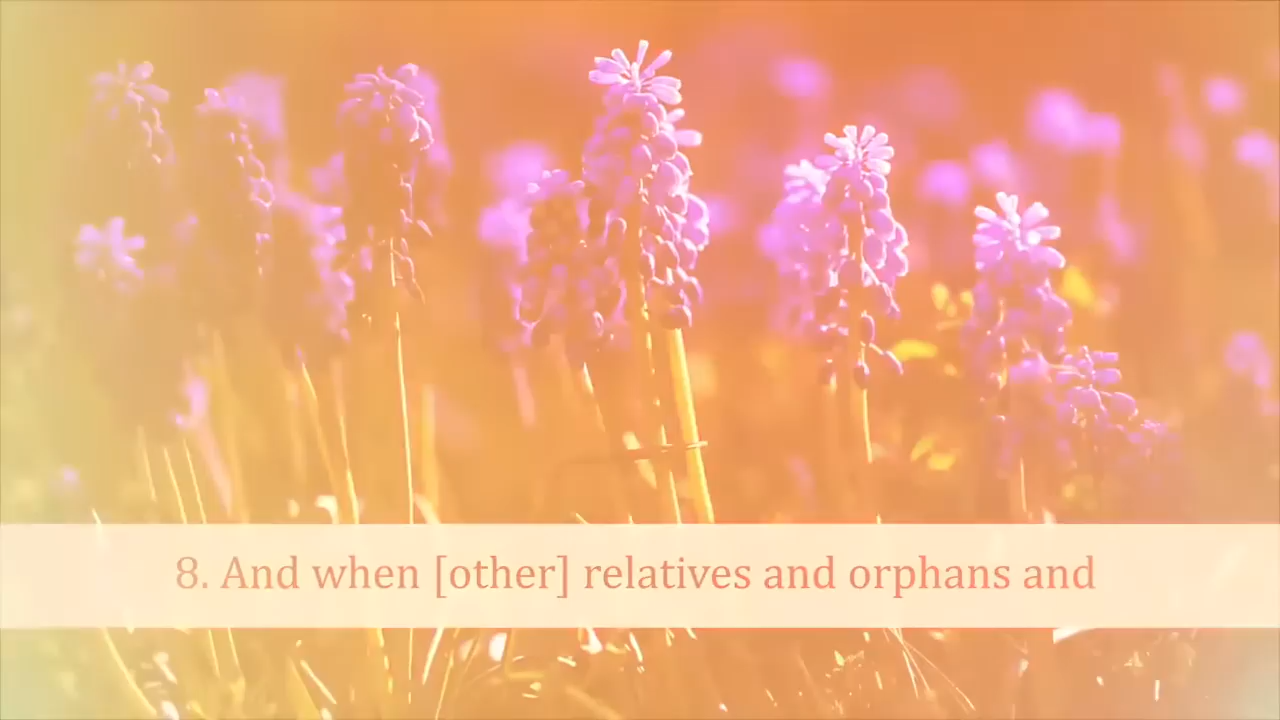 8. And when [other] relatives and orphans and